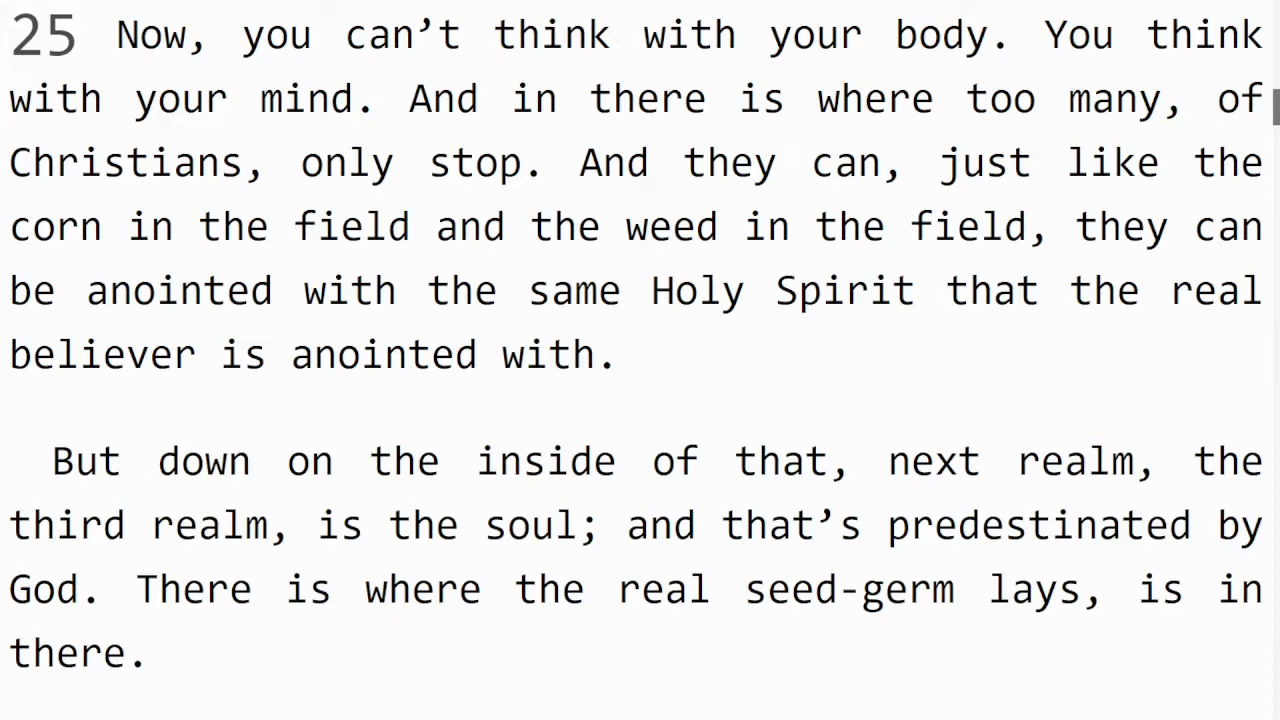 25 Now, you can’t think with your body. You think
with your mind. And in there is where too many, of
Christians, only stop. And they can, just like the
corn in the field and the weed in the field, they can
be anointed with the same Holy Spirit that the real
believer is anointed with.
But down on the inside of that, next realm, the
third realm, is the soul; and that’s predestinated by
God. There is where the real seed-germ lays, is in
there.